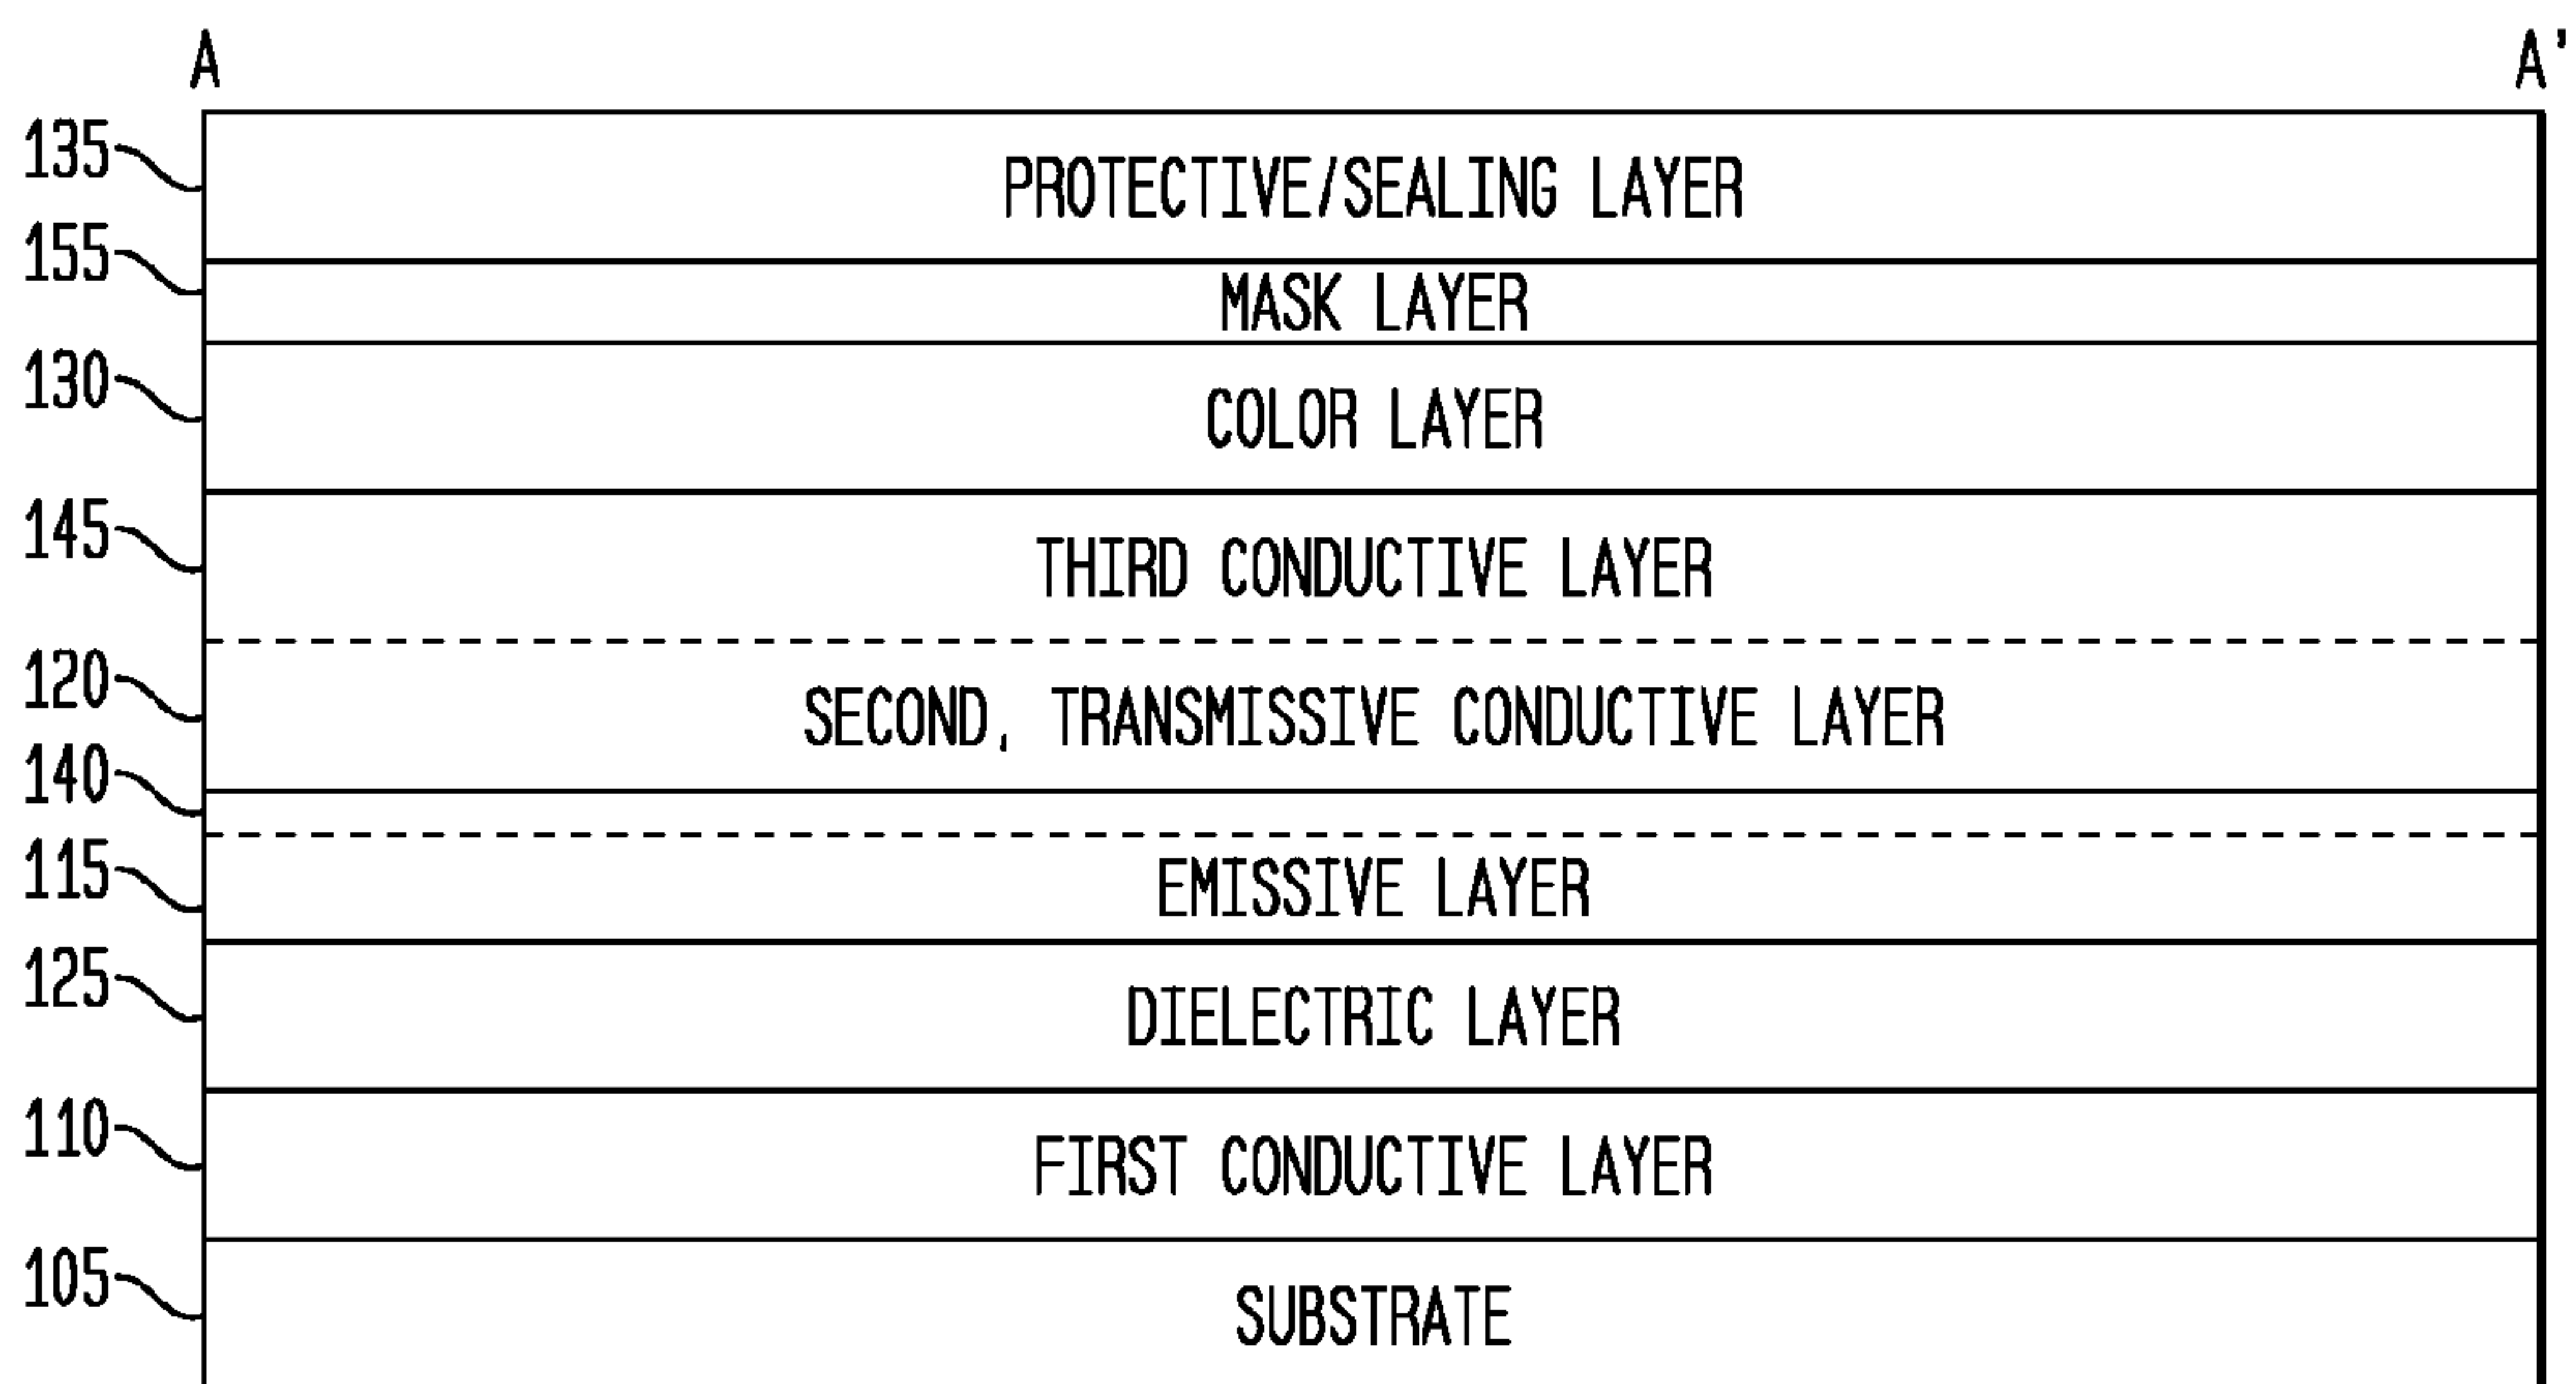 A A'
135 PROTECTIVE/SEALING LAYER
155 MASK LAYER
130 COLOR LAYER
145 THIRD CONDUCTIVE LAYER
120 SECOND, TRANSMISSIVE CONDUCTIVE LAYER
140
115 EMISSIVE LAYER
125 DIELECTRIC LAYER
110 FIRST CONDUCTIVE LAYER
105 SUBSTRATE